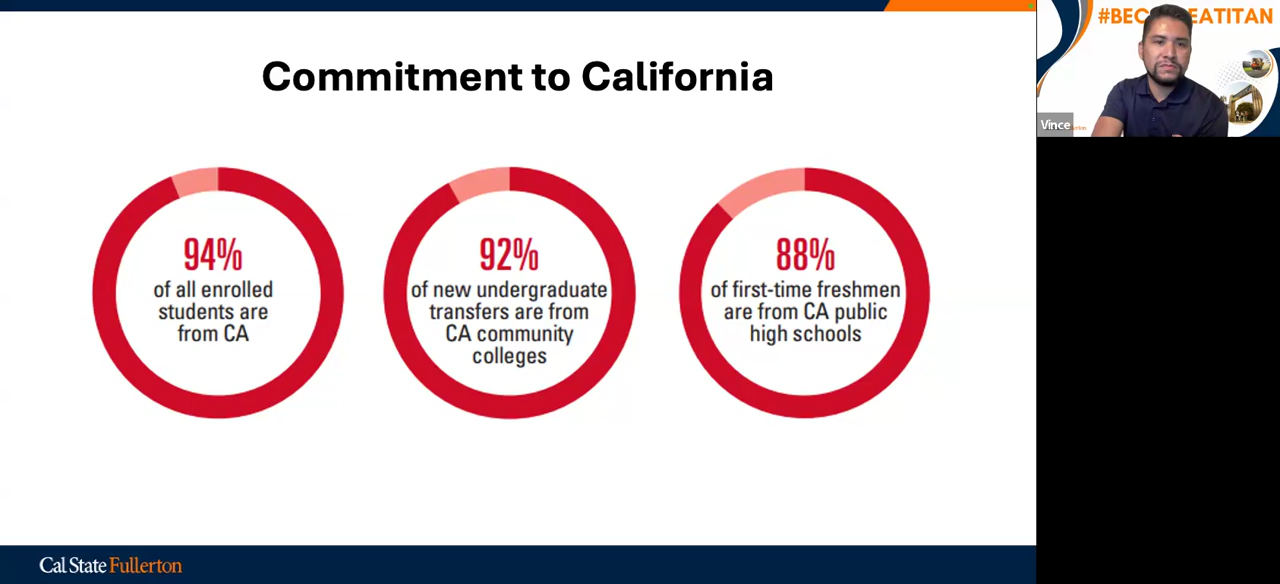 Commitment to California
94%
of all enrolled
students are
from CA
92%
of new undergraduate
transfers are from
CA community
colleges
88%
of first-time freshmen
are from CA public
high schools
Cal State Fullerton
Vince